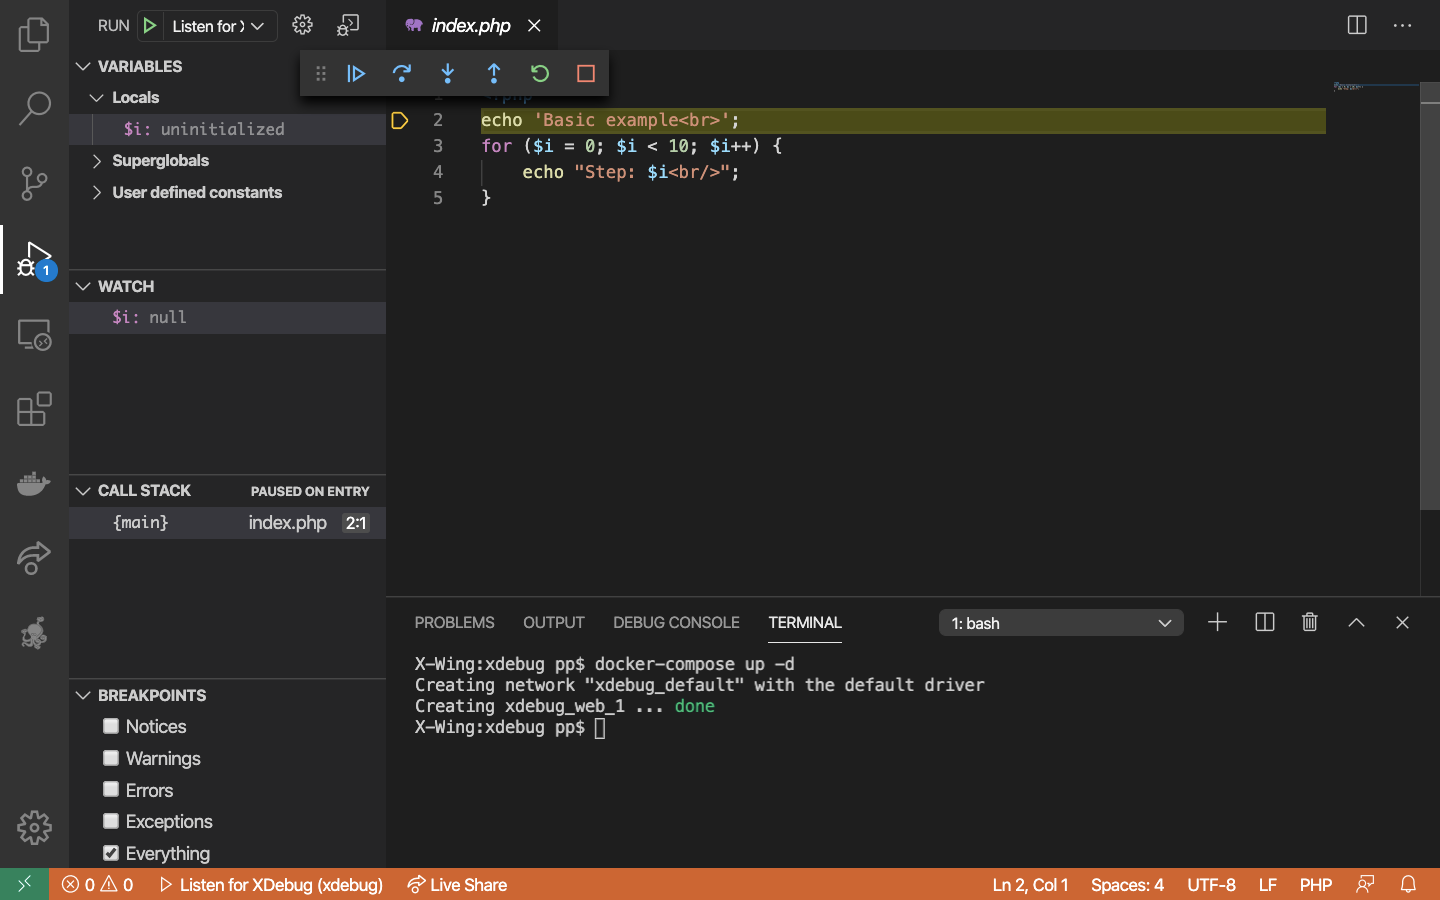 RUN
Listen for X
index.php
VARIABLES
Locals
$i: uninitialized
Superglobals
User defined constants
WATCH
$i: null
CALL STACK PAUSED ON ENTRY
{main} index.php 2:1
BREAKPOINTS
Notices
Warnings
Errors
Exceptions
Everything
1 <?php
2 echo 'Basic example<br>';
3 for ($i = 0; $i < 10; $i++) {
4 echo "Step: $i<br/>";
5 }
1
PROBLEMS OUTPUT DEBUG CONSOLE TERMINAL 1: bash
X-Wing:xdebug pp$ docker-compose up -d
Creating network "xdebug_default" with the default driver
Creating xdebug_web_1 ... done
X-Wing:xdebug pp$
0 0 Listen for XDebug (xdebug) Live Share Ln 2, Col 1 Spaces: 4 UTF-8 LF PHP